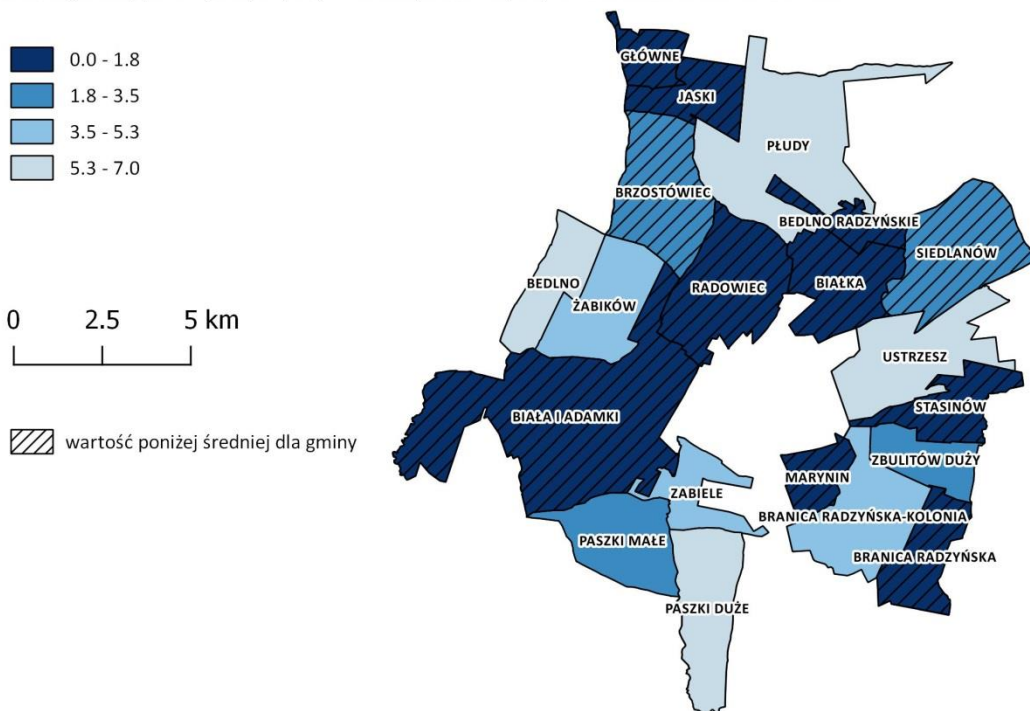 0.0 - 1.8
1.8 - 3.5
3.5 - 5.3
5.3 - 7.0
0 2.5 5 km
wartość poniżej średniej dla gminy
GŁÓWNE
JASKI
PŁUDY
BRZOSTÓWIEC
BEDLNO RADZYŃSKIE
SIEDLANÓW
BEDLNO
ŻABIKÓW
RADOWIEC
BIAŁKA
USTRZESZ
BIAŁA I ADAMKI
STASINÓW
ZBULITÓW DUŻY
MARYNIN
ZABIELE
BRANICA RADZYŃSKA-KOLONIA
PASZKI MAŁE
BRANICA RADZYŃSKA
PASZKI DUŻE